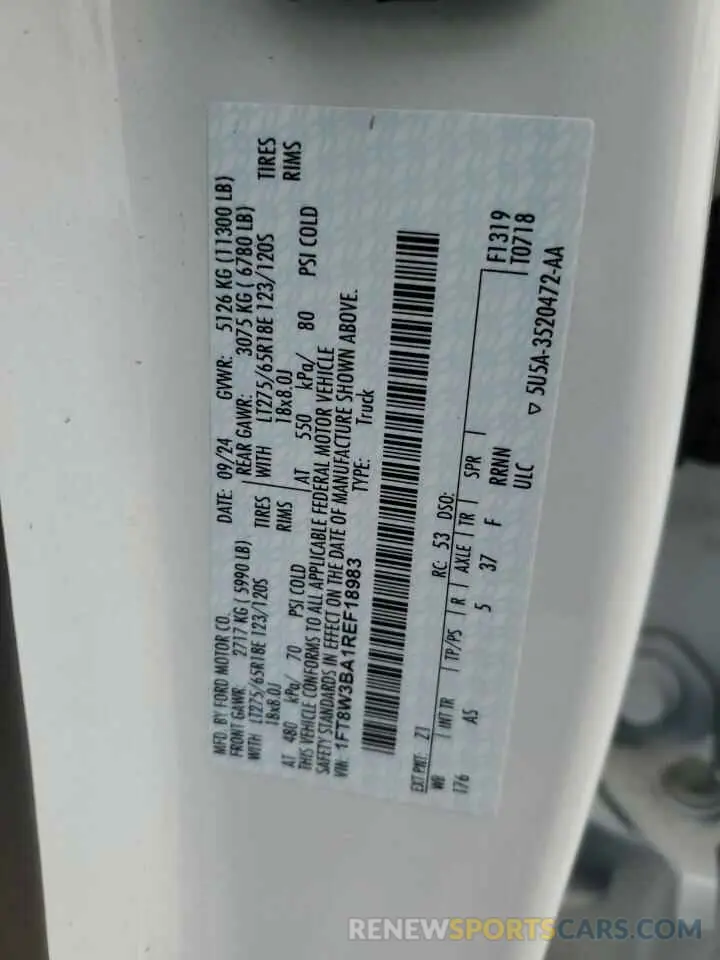 MFD. BY FORD MOTOR CO. DATE: 09/24 GVWR: 5126 KG (11300 LB)
FRONT GAWR: 2717 KG ( 5990 LB) REAR GAWR: 3075 KG ( 6780 LB)
WITH LT275/65R18E 123/120S TIRES WITH LT275/65R18E 123/120S TIRES
18x8.0J RIMS 18x8.0J RIMS
AT 480 kPa/ 70 PSI COLD AT 550 kPa/ 80 PSI COLD
THIS VEHICLE CONFORMS TO ALL APPLICABLE FEDERAL MOTOR VEHICLE
SAFETY STANDARDS IN EFFECT ON THE DATE OF MANUFACTURE SHOWN ABOVE.
VIN: 1FT8W3BA1REF18983 TYPE: Truck
EXT PNT: Z1 RC: 53 DSO:
WB INT TR TP/PS R AXLE TR SPR F1319
176 AS 5 37 F RRNN T0718
ULC
▽ 5U5A-3520472-AA
RENEWSPORTSCARS.COM